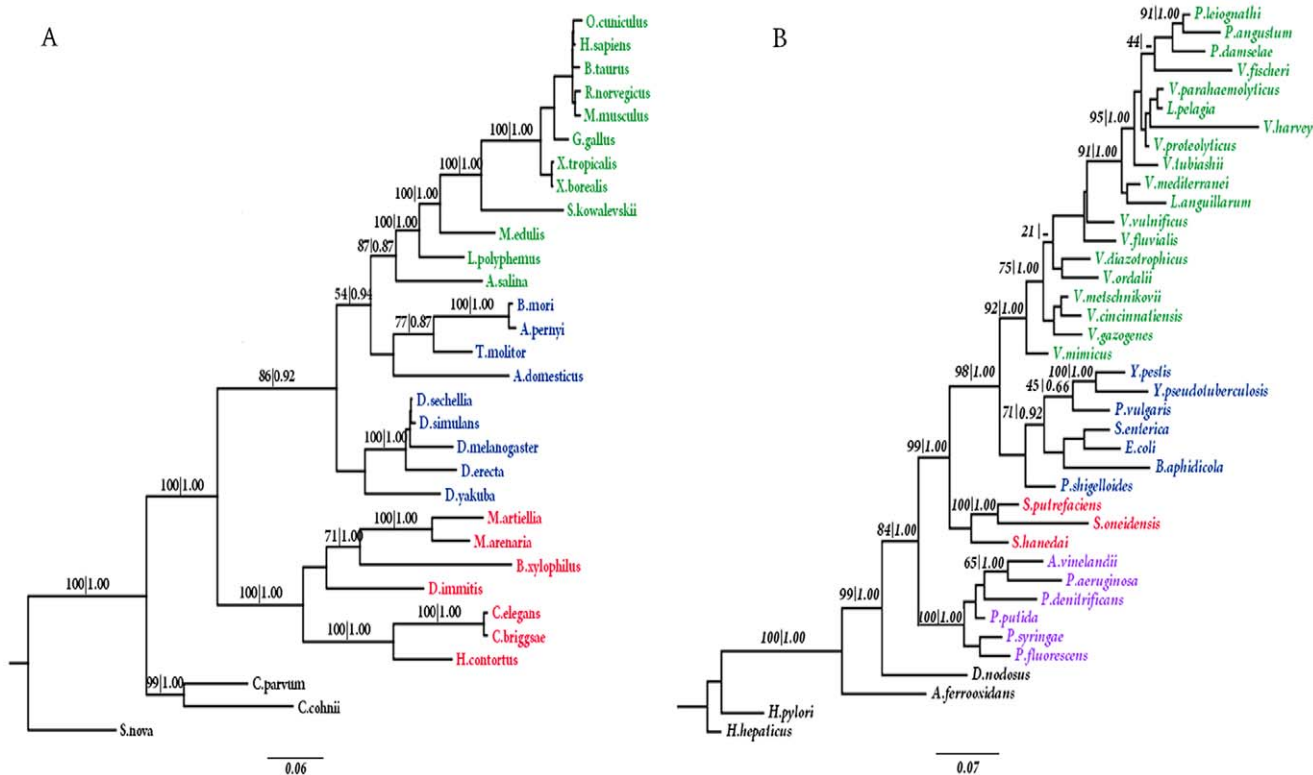 A
O.cuniculus
H.sapiens
B.taurus
R.norvegicus
M.musculus
100|1.00
G.gallus
100|1.00
X.tropicalis
X.borealis
100|1.00
S.kowalevskii
100|1.00
M.edulis
87|0.87
L.polyphemus
A.salina
54|0.94
100|1.00
B.mori
A.pernyi
77|0.87
T.molitor
86|0.92
A.domesticus
D.sechellia
D.simulans
100|1.00
D.melanogaster
D.erecta
100|1.00
D.yakuba
100|1.00
M.artiellia
M.arenaria
71|1.00
B.xylophilus
100|1.00
100|1.00
D.immitis
100|1.00
C.elegans
100|1.00
C.briggsae
H.contortus
99|1.00
C.parvum
C.cohnii
S.nova
0.06
B
91|1.00
P.leiognathi
P.angustum
44|-
P.damselae
V.fischeri
V.parahaemolyticus
L.pelagia
95|1.00
V.harvey
V.proteolyticus
91|1.00
V.tubiashii
V.mediterranei
L.anguillarum
V.vulnificus
21|-
V.fluvialis
V.diazotrophicus
75|1.00
V.ordalii
V.metschnikovii
92|1.00
V.cincinnatiensis
V.gazogenes
V.mimicus
98|1.00
100|1.00
Y.pestis
45|0.66
Y.pseudotuberculosis
71|0.92
P.vulgaris
S.enterica
99|1.00
E.coli
B.aphidicola
P.shigelloides
100|1.00
S.putrefaciens
S.oneidensis
84|1.00
S.hanedai
65|1.00
A.vinelandii
P.aeruginosa
99|1.00
P.denitrificans
100|1.00
P.putida
100|1.00
P.syringae
P.fluorescens
D.nodosus
A.ferrooxidans
H.pylori
H.hepaticus
0.07